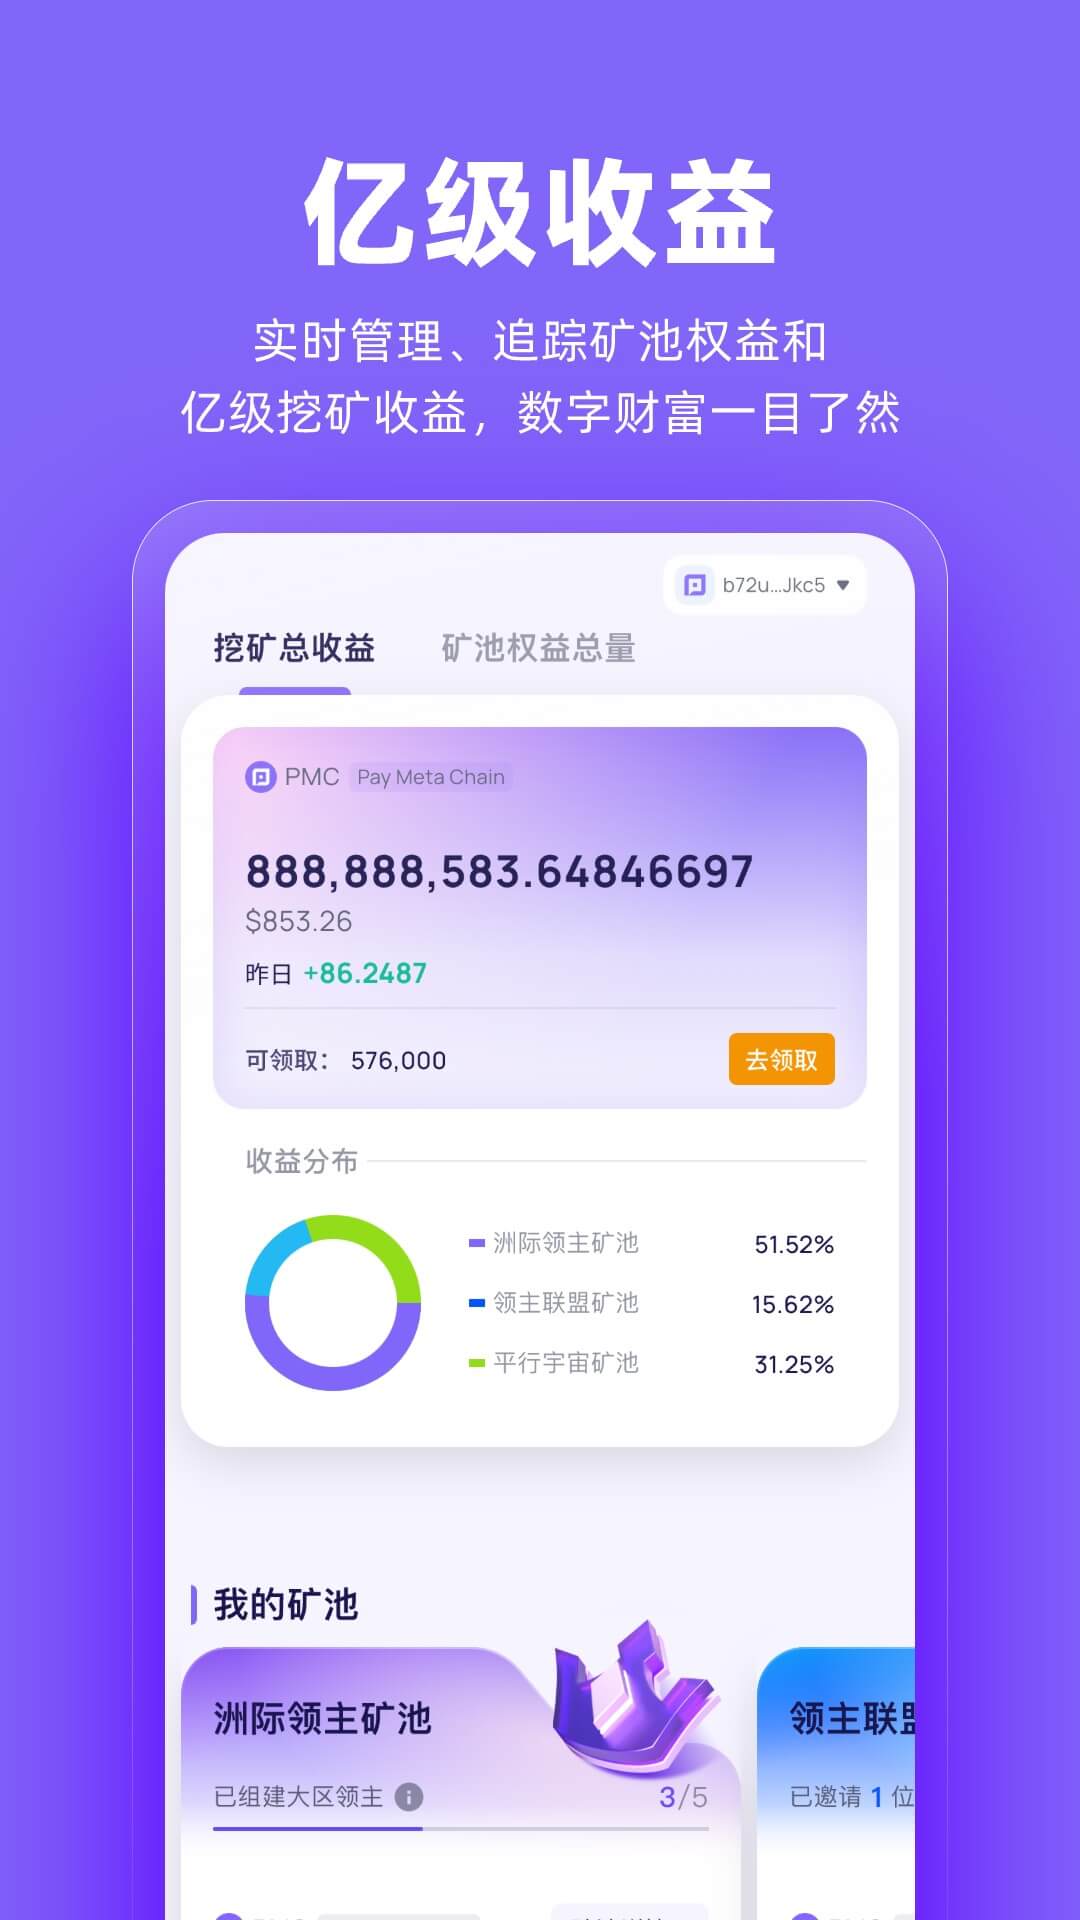 亿级收益
实时管理、追踪矿池权益和
亿级挖矿收益，数字财富一目了然
b72u...Jkc5
挖矿总收益 矿池权益总量
PMC Pay Meta Chain
888,888,583.64846697
$853.26
昨日 +86.2487
可领取： 576,000 去领取
收益分布
洲际领主矿池 51.52%
领主联盟矿池 15.62%
平行宇宙矿池 31.25%
我的矿池
洲际领主矿池 领主联盟
已组建大区领主 3/5 已邀请 1 位